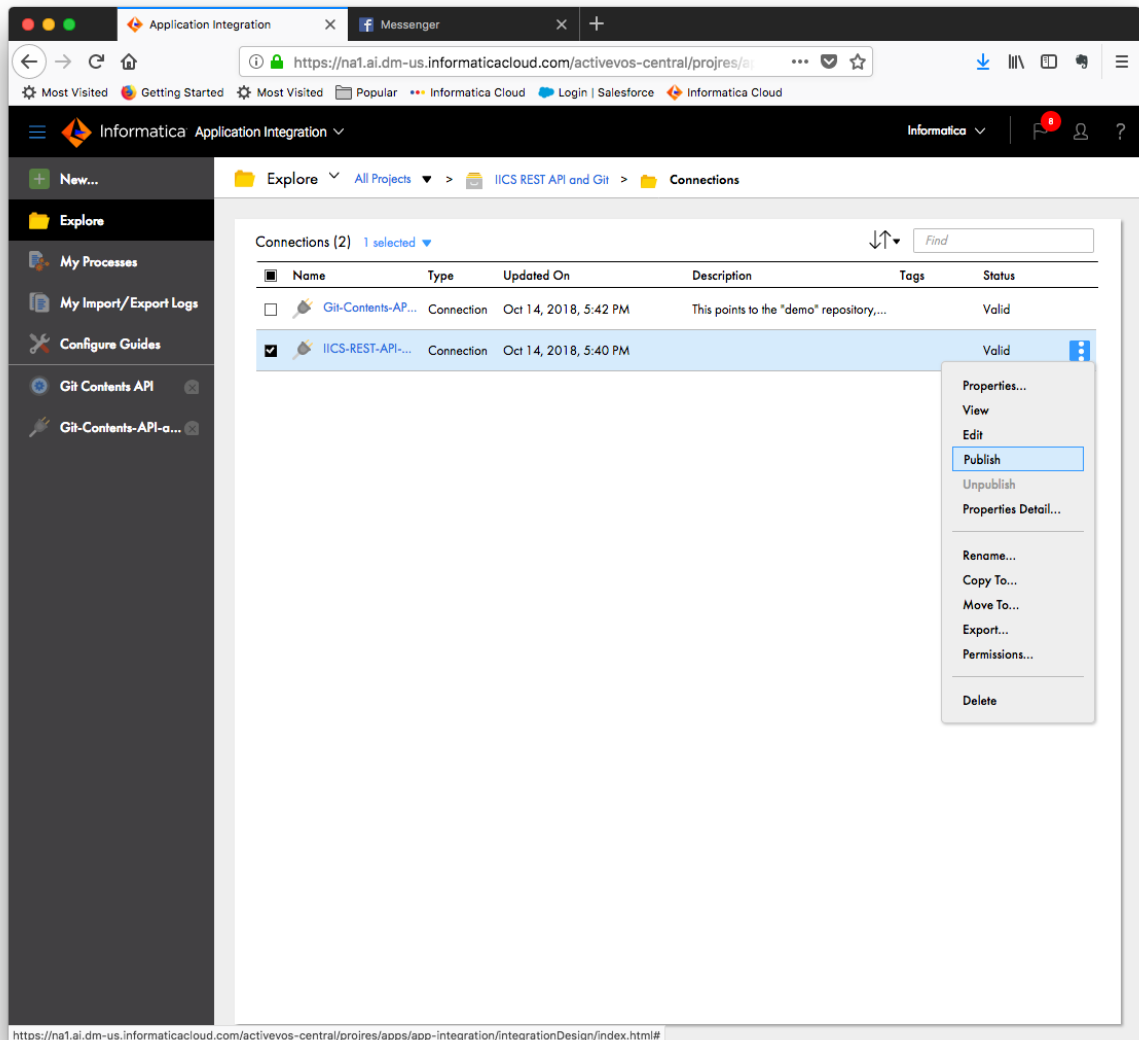 Application Integration
Messenger
https://na1.ai.dm-us.informaticacloud.com/activevos-central/projres/a
Most Visited Getting Started Most Visited Popular Informatica Cloud Login | Salesforce Informatica Cloud
Informatica Application Integration Informatica 8 ?
New...
Explore All Projects > IICS REST API and Git > Connections
Explore
My Processes
My Import/Export Logs
Configure Guides
Git Contents API
Git-Contents-API-a...
Connections (2) 1 selected Find
Name Type Updated On Description Tags Status
Git-Contents-AP... Connection Oct 14, 2018, 5:42 PM This points to the "demo" repository,... Valid
IICS-REST-API-... Connection Oct 14, 2018, 5:40 PM Valid
Properties...
View
Edit
Publish
Unpublish
Properties Detail...
Rename...
Copy To...
Move To...
Export...
Permissions...
Delete
https://na1.ai.dm-us.informaticacloud.com/activevos-central/projres/apps/app-integration/integrationDesign/index.html#